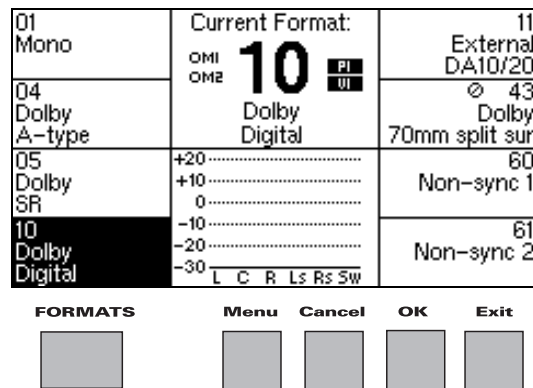 01
Mono
04
Dolby
A-type
05
Dolby
SR
10
Dolby
Digital
Current Format:
OM1
OM2
10
PI
VI
Dolby
Digital
+20
+10
0
-10
-20
-30
L C R Ls Rs Sw
11
External
DA10/20
⊘ 43
Dolby
70mm split sur
60
Non-sync 1
61
Non-sync 2
FORMATS Menu Cancel OK Exit